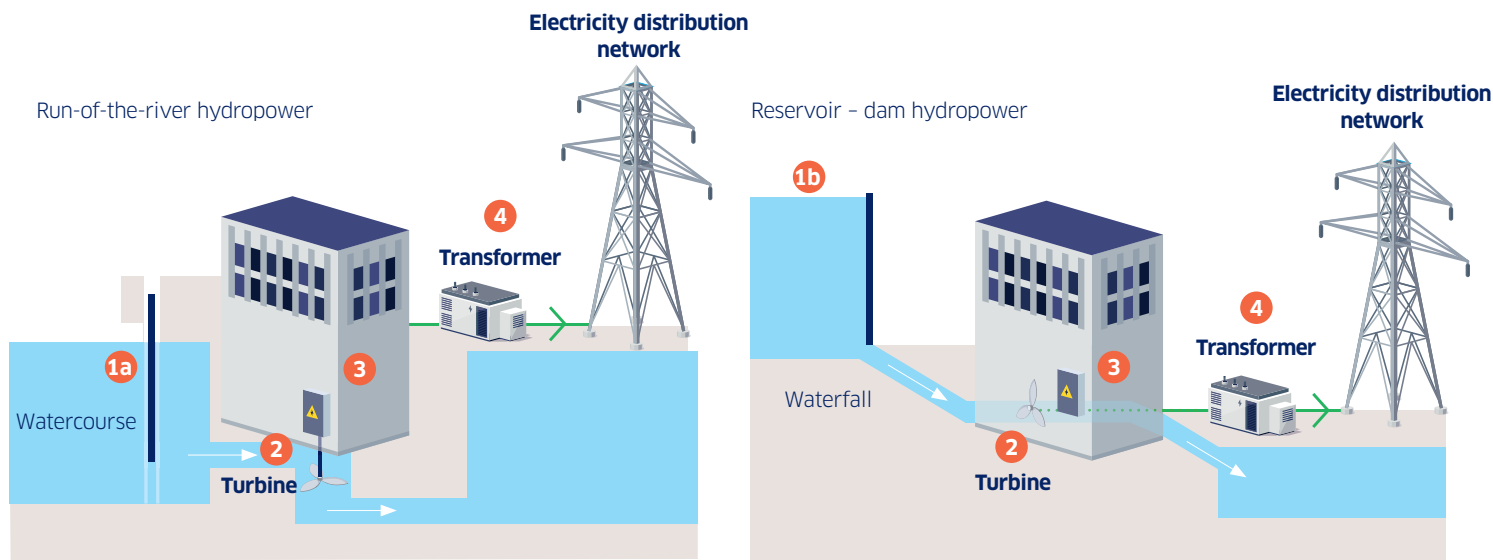 Run-of-the-river hydropower
Electricity distribution
network
4
Transformer
1a
3
Watercourse
2
Turbine
Reservoir – dam hydropower
Electricity distribution
network
1b
4
Transformer
3
Waterfall
2
Turbine